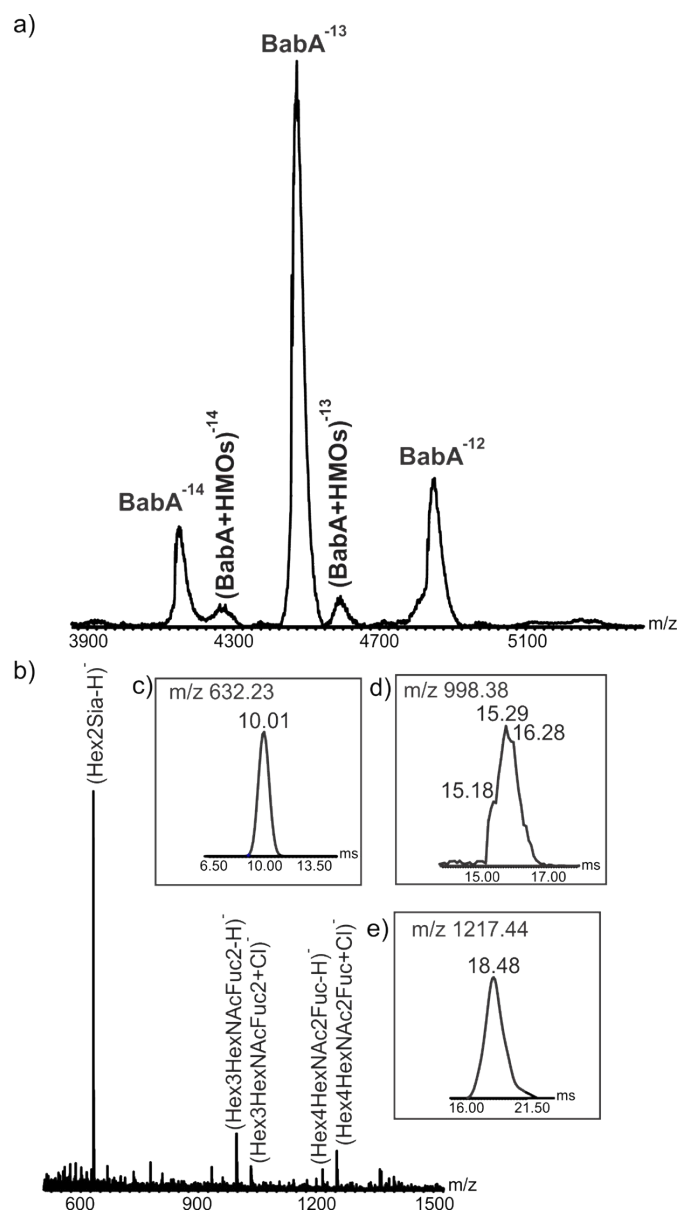 a)
BabA-13
(BabA+HMOs)-14
(BabA+HMOs)-13
BabA-12
BabA-14
3900 4300 4700 5100 m/z
b)
(Hex2Sia-H)-
c)
m/z 632.23
10.01
6.50 10.00 13.50 ms
d)
m/z 998.38
15.29
16.28
15.18
15.00 17.00 ms
(Hex3HexNAcFuc2-H)-
(Hex3HexNAcFuc2+Cl)-
(Hex4HexNAc2Fuc-H)-
(Hex4HexNAc2Fuc+Cl)-
e)
m/z 1217.44
18.48
16.00 21.50 ms
600 900 1200 1500 m/z